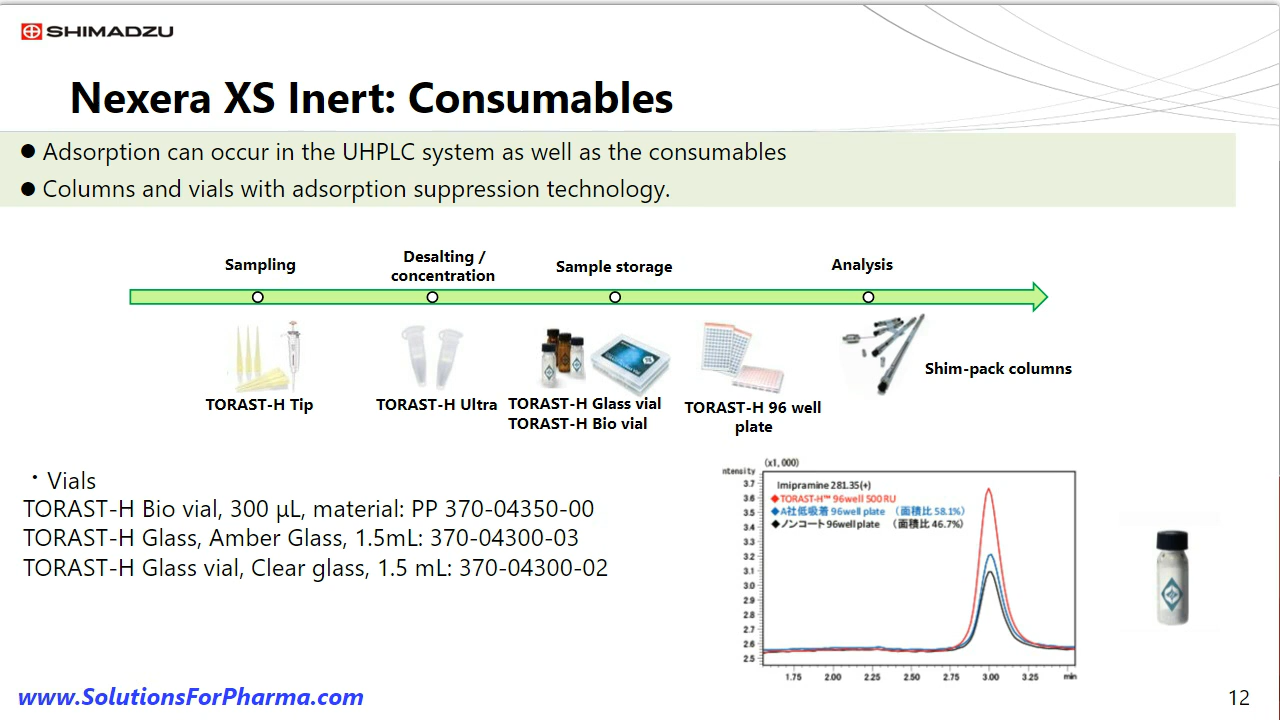 SHIMADZU
Nexera XS Inert: Consumables
● Adsorption can occur in the UHPLC system as well as the consumables
● Columns and vials with adsorption suppression technology.
Sampling
Desalting /
concentration
Sample storage
Analysis
TORAST-H Tip
TORAST-H Ultra
TORAST-H Glass vial
TORAST-H Bio vial
TORAST-H 96 well
plate
Shim-pack columns
・Vials
TORAST-H Bio vial, 300 µL, material: PP 370-04350-00
TORAST-H Glass, Amber Glass, 1.5mL: 370-04300-03
TORAST-H Glass vial, Clear glass, 1.5 mL: 370-04300-02
(x1,000)
ntensity
Imipramine 281.35(+)
◆TORAST-H™ 96well 500 RU
◆A社低吸着 96well plate （面積比 58.1%）
◆ノンコート 96well plate （面積比 46.7%）
3.7
3.6
3.5
3.4
3.3
3.2
3.1
3.0
2.9
2.8
2.7
2.6
2.5
1.75 2.00 2.25 2.50 2.75 3.00 3.25 min
www.SolutionsForPharma.com
12